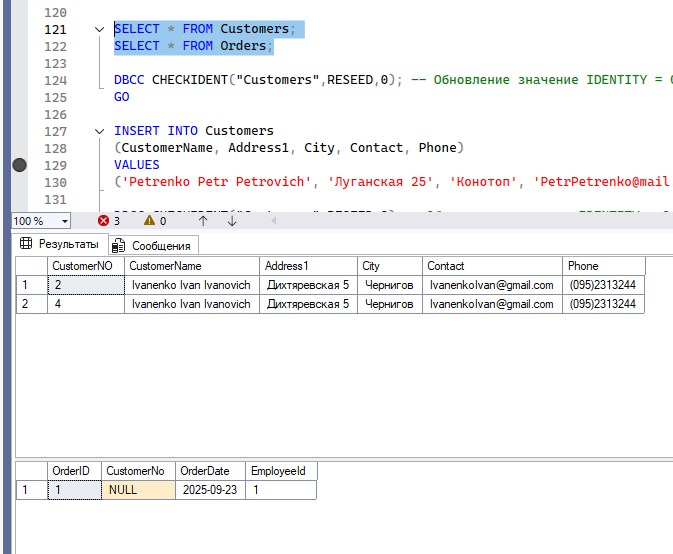 120
121 SELECT * FROM Customers;
122 SELECT * FROM Orders;
123
124 DBCC CHECKIDENT("Customers",RESEED,0); -- Обновление значение IDENTITY =
125 GO
126
127 INSERT INTO Customers
128 (CustomerName, Address1, City, Contact, Phone)
129 VALUES
130 ('Petrenko Petr Petrovich', 'Луганская 25', 'Конотоп', 'PetrPetrenko@mail
131
100 % 3 0
Результаты Сообщения
CustomerNO CustomerName Address1 City Contact Phone
1 2 Ivanenko Ivan Ivanovich Дихтяревская 5 Чернигов IvanenkoIvan@gmail.com (095)2313244
2 4 Ivanenko Ivan Ivanovich Дихтяревская 5 Чернигов IvanenkoIvan@gmail.com (095)2313244
OrderID CustomerNo OrderDate EmployeeId
1 1 NULL 2025-09-23 1